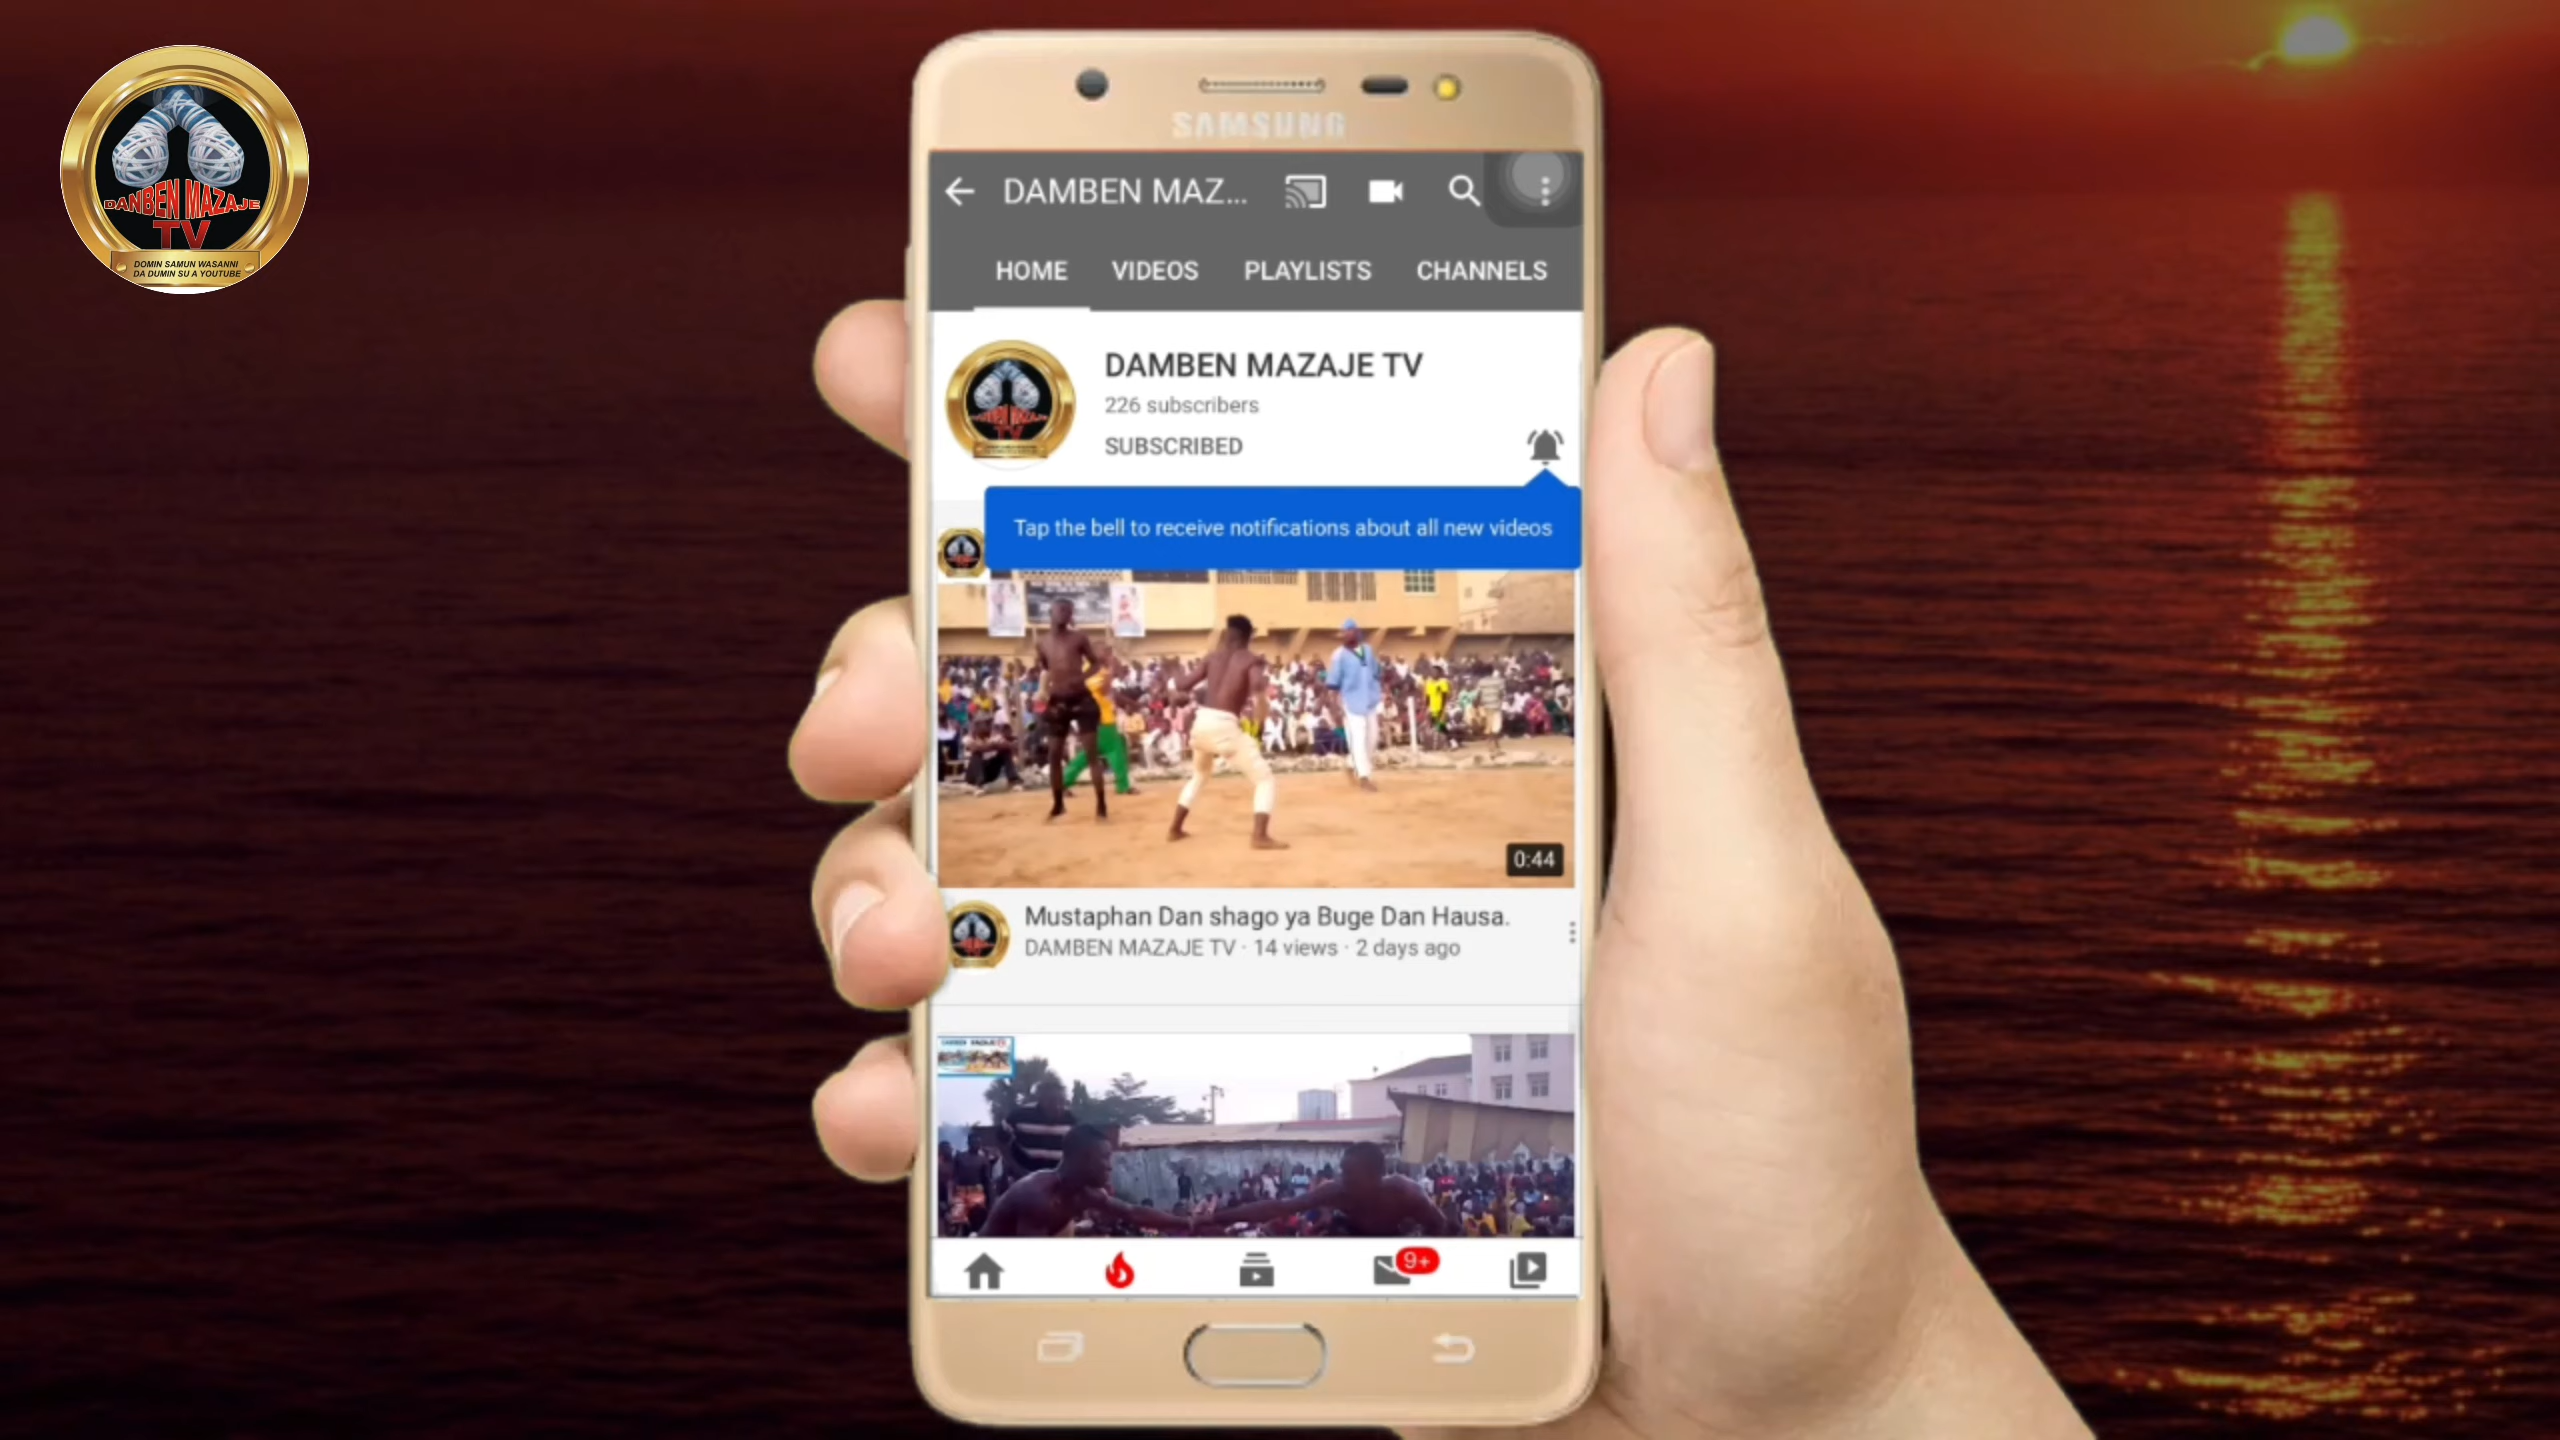 DANBEN MAZAJE
TV
DOMIN SAMUN WASANNI
DA DUMIN SU A YOUTUBE
SAMSUNG
DAMBEN MAZ...
HOME VIDEOS PLAYLISTS CHANNELS
DAMBEN MAZAJE TV
226 subscribers
SUBSCRIBED
Tap the bell to receive notifications about all new videos
0:44
Mustaphan Dan shago ya Buge Dan Hausa.
DAMBEN MAZAJE TV · 14 views · 2 days ago
9+